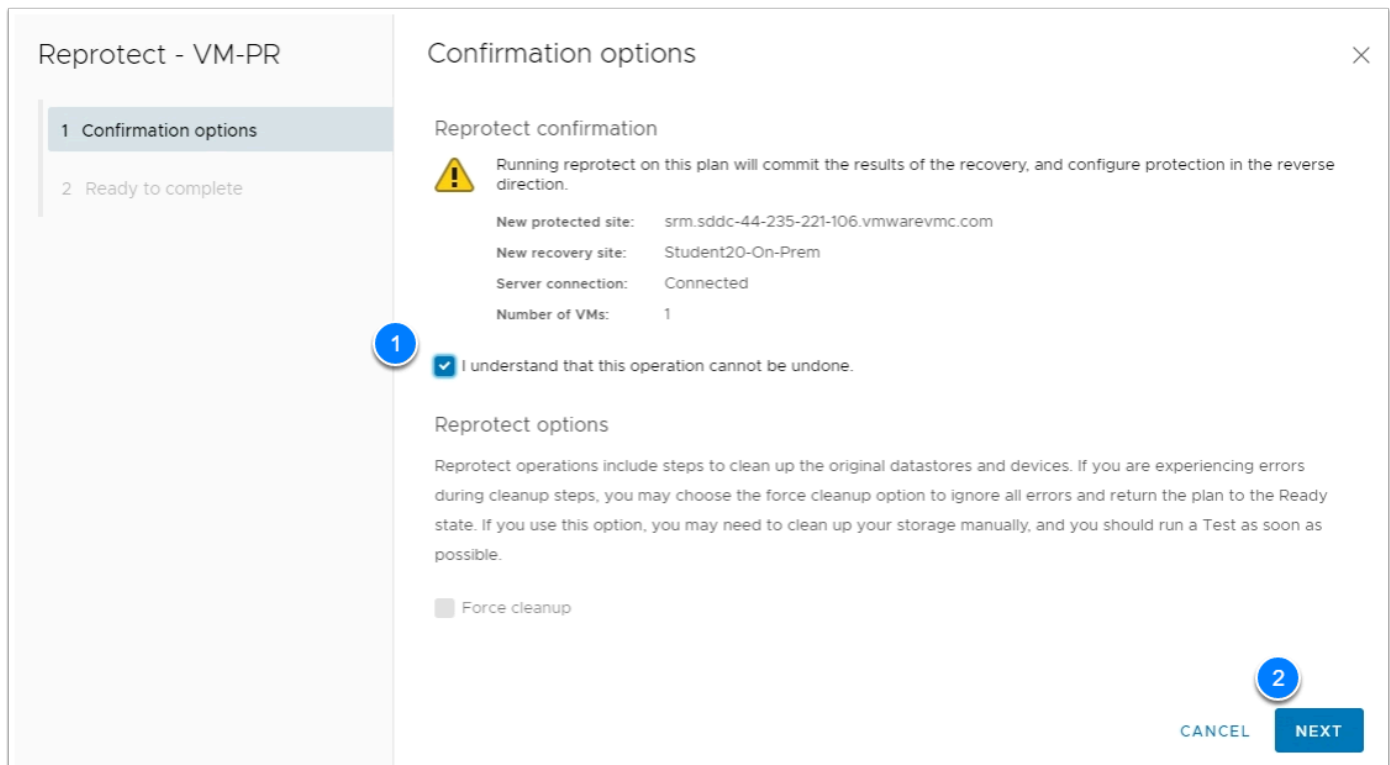 Reprotect - VM-PR
1 Confirmation options
2 Ready to complete
Confirmation options
Reprotect confirmation
Running reprotect on this plan will commit the results of the recovery, and configure protection in the reverse
direction.
New protected site: srm.sddc-44-235-221-106.vmwarevmc.com
New recovery site: Student20-On-Prem
Server connection: Connected
Number of VMs: 1
1
I understand that this operation cannot be undone.
Reprotect options
Reprotect operations include steps to clean up the original datastores and devices. If you are experiencing errors
during cleanup steps, you may choose the force cleanup option to ignore all errors and return the plan to the Ready
state. If you use this option, you may need to clean up your storage manually, and you should run a Test as soon as
possible.
Force cleanup
2
CANCEL NEXT